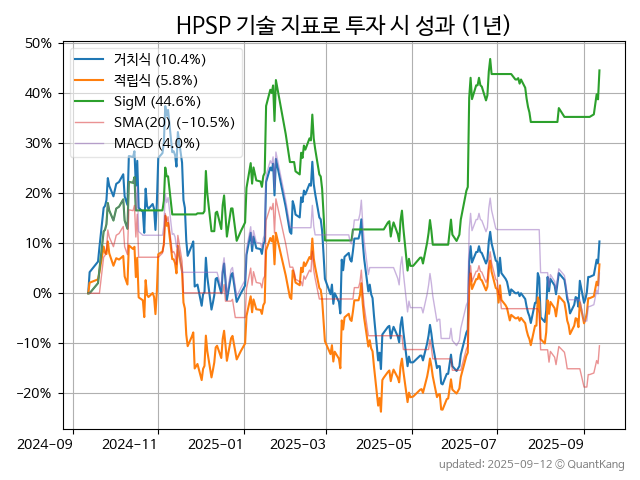 HPSP 기술 지표로 투자 시 성과 (1년)
50%
40%
30%
20%
10%
0%
−10%
−20%
거치식 (10.4%)
적립식 (5.8%)
SigM (44.6%)
SMA(20) (−10.5%)
MACD (4.0%)
2024-09
2024-11
2025-01
2025-03
2025-05
2025-07
2025-09
updated: 2025-09-12 © QuantKang